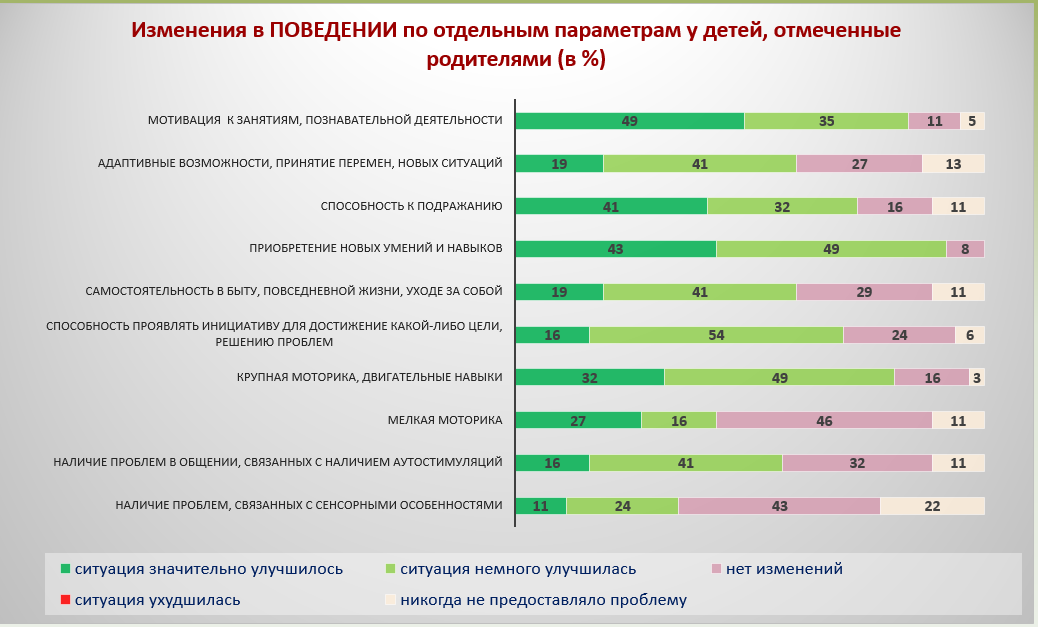 Изменения в ПОВЕДЕНИИ по отдельным параметрам у детей, отмеченные
родителями (в %)
МОТИВАЦИЯ К ЗАНЯТИЯМ, ПОЗНАВАТЕЛЬНОЙ ДЕЯТЕЛЬНОСТИ 49 35 11 5
АДАПТИВНЫЕ ВОЗМОЖНОСТИ, ПРИНЯТИЕ ПЕРЕМЕН, НОВЫХ СИТУАЦИЙ 19 41 27 13
СПОСОБНОСТЬ К ПОДРАЖАНИЮ 41 32 16 11
ПРИОБРЕТЕНИЕ НОВЫХ УМЕНИЙ И НАВЫКОВ 43 49 8
САМОСТОЯТЕЛЬНОСТЬ В БЫТУ, ПОВСЕДНЕВНОЙ ЖИЗНИ, УХОДЕ ЗА СОБОЙ 19 41 29 11
СПОСОБНОСТЬ ПРОЯВЛЯТЬ ИНИЦИАТИВУ ДЛЯ ДОСТИЖЕНИЕ КАКОЙ-ЛИБО ЦЕЛИ,
РЕШЕНИЮ ПРОБЛЕМ 16 54 24 6
КРУПНАЯ МОТОРИКА, ДВИГАТЕЛЬНЫЕ НАВЫКИ 32 49 16 3
МЕЛКАЯ МОТОРИКА 27 16 46 11
НАЛИЧИЕ ПРОБЛЕМ В ОБЩЕНИИ, СВЯЗАННЫХ С НАЛИЧИЕМ АУТОСТИМУЛЯЦИЙ 16 41 32 11
НАЛИЧИЕ ПРОБЛЕМ, СВЯЗАННЫХ С СЕНСОРНЫМИ ОСОБЕННОСТЯМИ 11 24 43 22
ситуация значительно улучшилось ситуация немного улучшилась нет изменений
ситуация ухудшилась никогда не предоставляло проблему